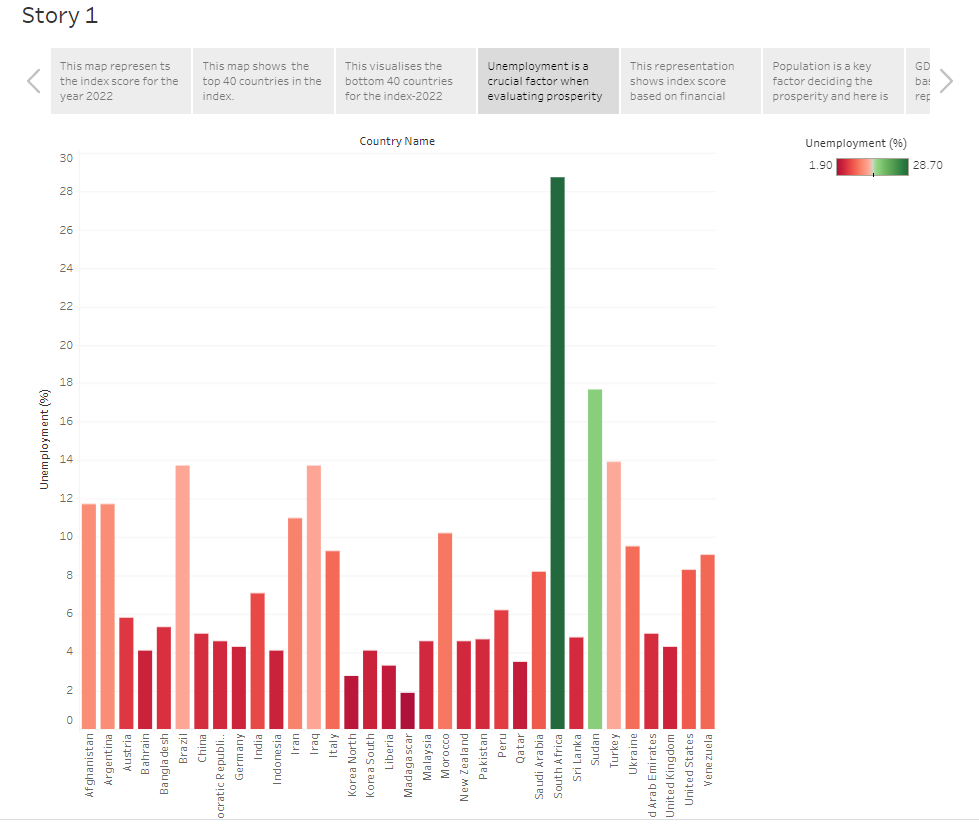 Story 1
This map represen ts
the index score for the
year 2022
This map shows the
top 40 countries in the
index.
This visualises the
bottom 40 countries
for the index-2022
Unemployment is a
crucial factor when
evaluating prosperity
This representation
shows index score
based on financial
Population is a key
factor deciding the
prosperity and here is
GD
bas
rep
Country Name
Unemployment (%)
1.90
28.70
Unemployment (%)
30
28
26
24
22
20
18
16
14
12
10
8
6
4
2
0
Afghanistan
Argentina
Austria
Bahrain
Bangladesh
Brazil
China
ocratic Republi..
Germany
India
Indonesia
Iran
Iraq
Italy
Korea North
Korea South
Liberia
Madagascar
Malaysia
Morocco
New Zealand
Pakistan
Peru
Qatar
Saudi Arabia
South Africa
Sri Lanka
Sudan
Turkey
Ukraine
d Arab Emirates
United Kingdom
United States
Venezuela